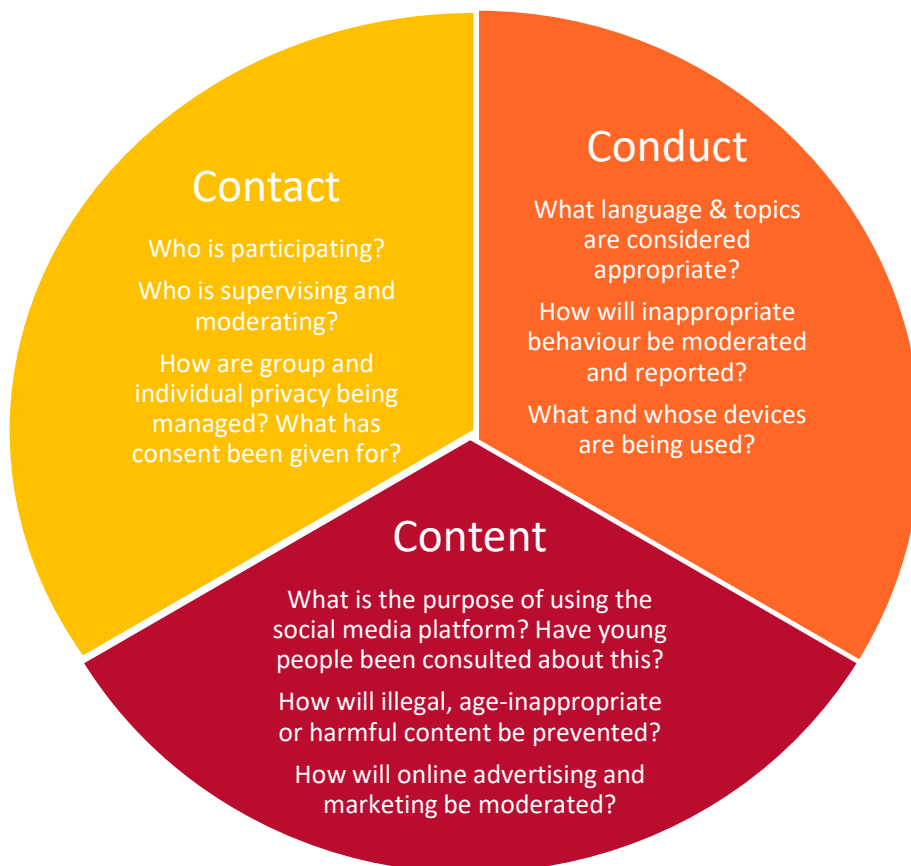 Contact
Who is participating?
Who is supervising and
moderating?
How are group and
individual privacy being
managed? What has
consent been given for?
Conduct
What language & topics
are considered
appropriate?
How will inappropriate
behaviour be moderated
and reported?
What and whose devices
are being used?
Content
What is the purpose of using the
social media platform? Have young
people been consulted about this?
How will illegal, age-inappropriate
or harmful content be prevented?
How will online advertising and
marketing be moderated?